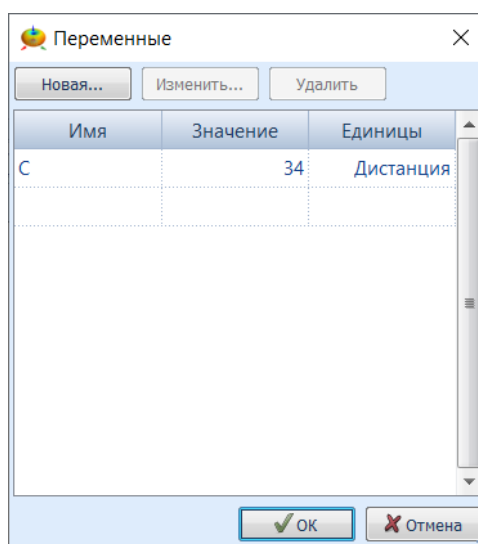 Переменные
Новая... Изменить... Удалить
Имя Значение Единицы
C 34 Дистанция
OK Отмена